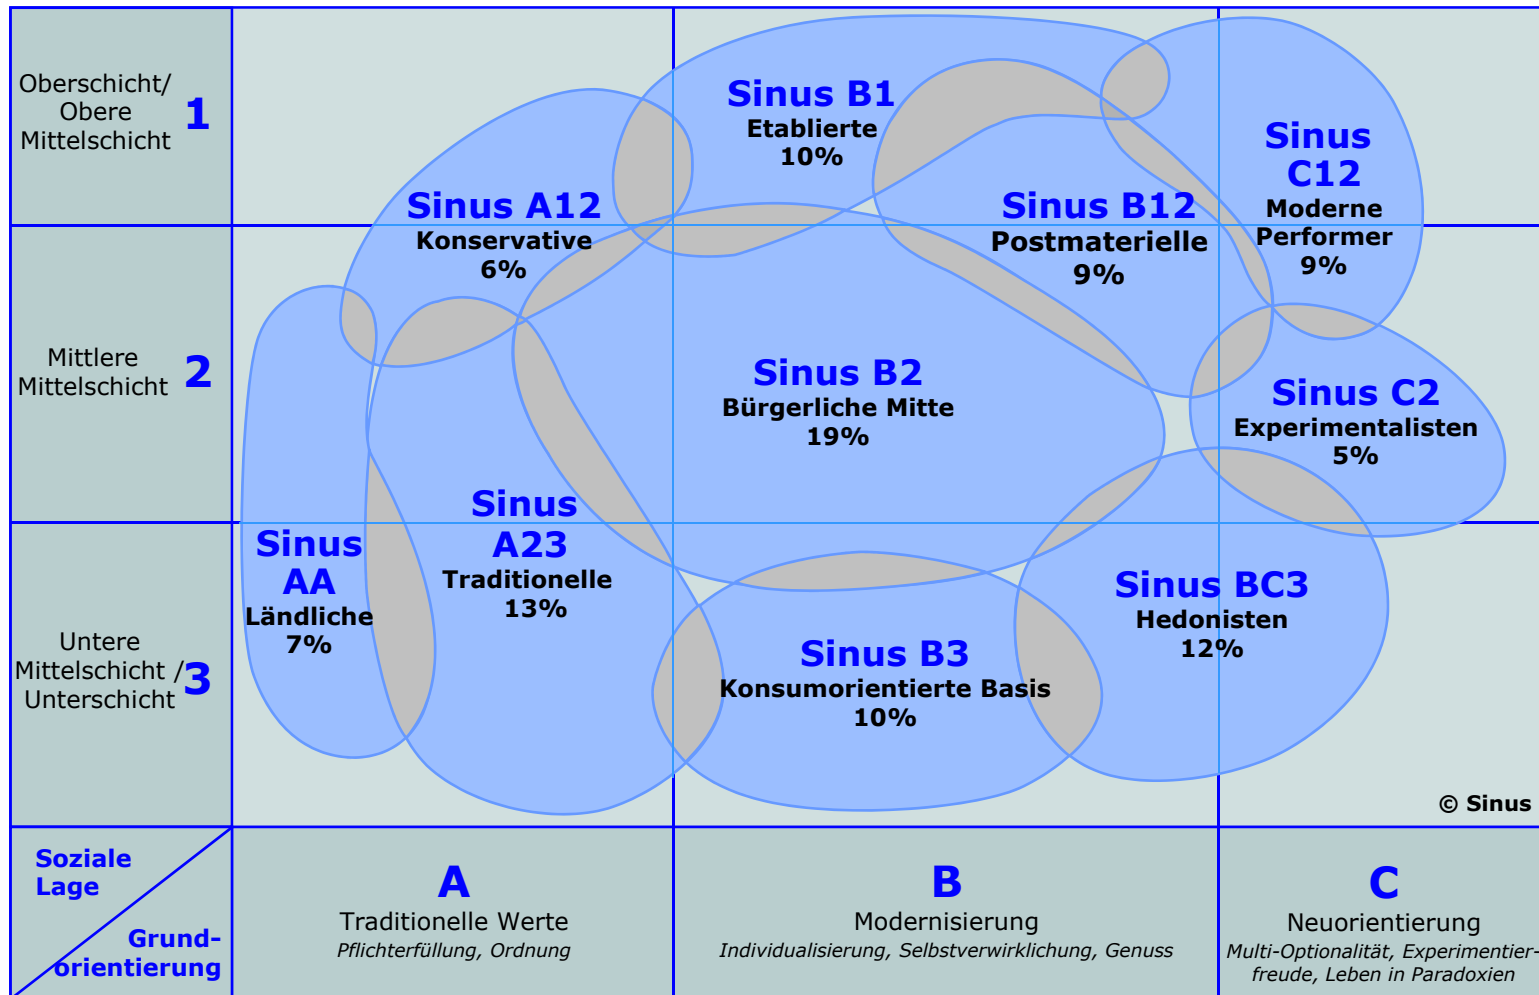 Oberschicht/
Obere
Mittelschicht
1
Sinus B1
Etablierte
10%
Sinus
C12
Moderne
Performer
9%
Sinus A12
Konservative
6%
Sinus B12
Postmaterielle
9%
Mittlere
Mittelschicht
2
Sinus B2
Bürgerliche Mitte
19%
Sinus C2
Experimentalisten
5%
Sinus
AA
Ländliche
7%
Sinus
A23
Traditionelle
13%
Sinus BC3
Hedonisten
12%
Untere
Mittelschicht /
Unterschicht
3
Sinus B3
Konsumorientierte Basis
10%
© Sinus
Soziale
Lage
Grund-
orientierung
A
Traditionelle Werte
Pflichterfüllung, Ordnung
B
Modernisierung
Individualisierung, Selbstverwirklichung, Genuss
C
Neuorientierung
Multi-Optionalität, Experimentier-
freude, Leben in Paradoxien